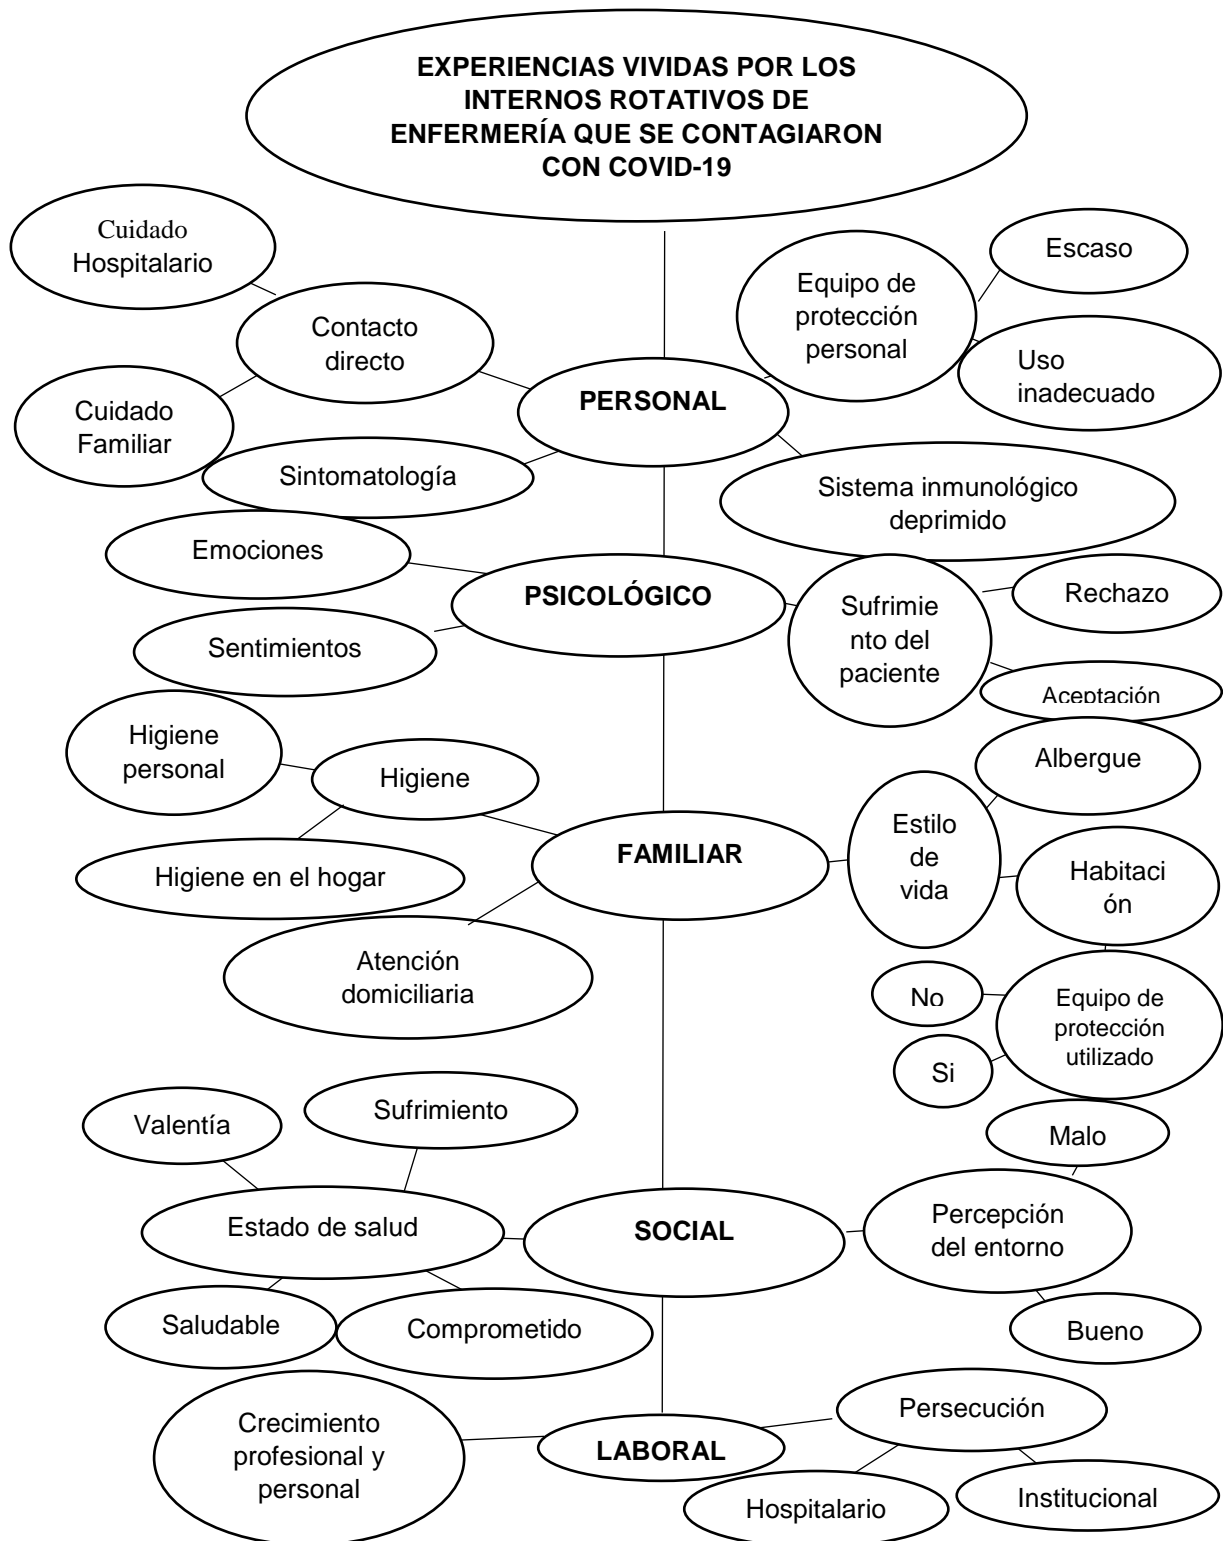 EXPERIENCIAS VIVIDAS POR LOS
INTERNOS ROTATIVOS DE
ENFERMERÍA QUE SE CONTAGIARON
CON COVID-19
Cuidado
Hospitalario
Contacto
directo
Cuidado
Familiar
Sintomatología
PERSONAL
Equipo de
protección
personal
Escaso
Uso
inadecuado
Sistema inmunológico
deprimido
Emociones
Sentimientos
PSICOLÓGICO
Sufrimie
nto del
paciente
Rechazo
Aceptación
Higiene
personal
Higiene
Higiene en el hogar
Atención
domiciliaria
FAMILIAR
Estilo
de
vida
Albergue
Habitaci
ón
Equipo de
protección
utilizado
No
Si
Valentía
Sufrimiento
Estado de salud
Saludable
Comprometido
SOCIAL
Percepción
del entorno
Malo
Bueno
Crecimiento
profesional y
personal
LABORAL
Persecución
Hospitalario
Institucional